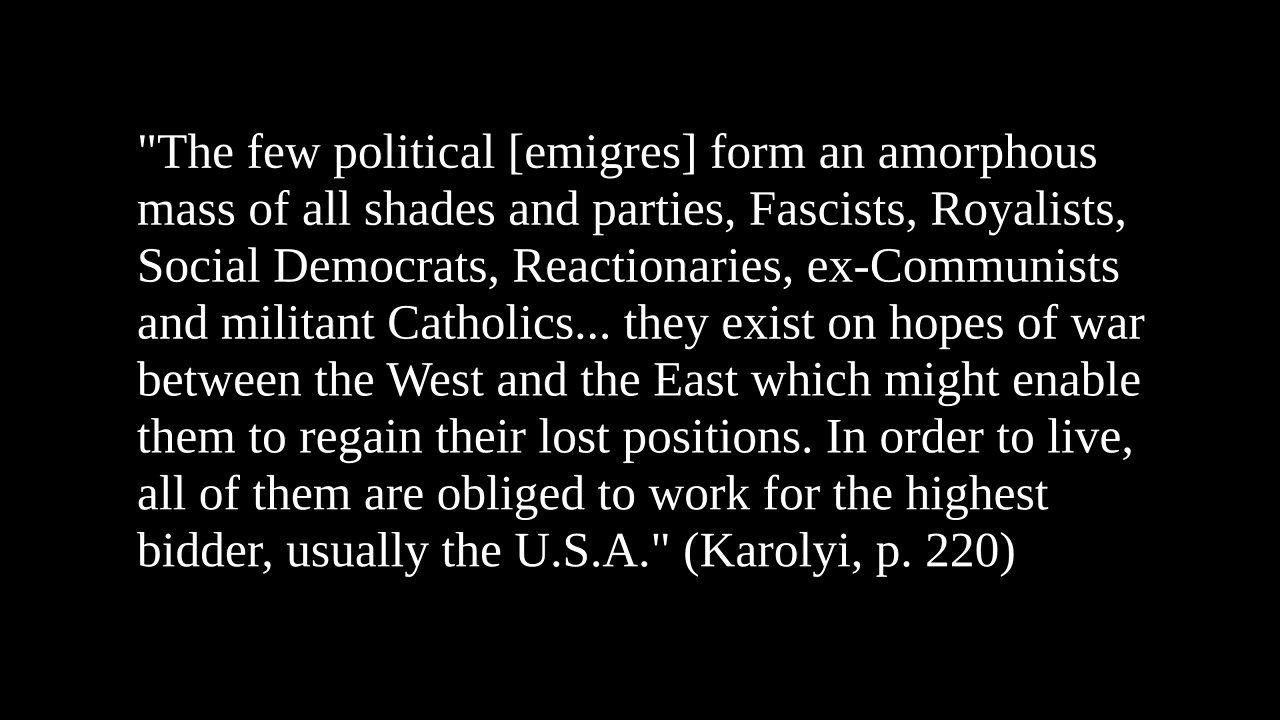 "The few political [emigres] form an amorphous
mass of all shades and parties, Fascists, Royalists,
Social Democrats, Reactionaries, ex-Communists
and militant Catholics... they exist on hopes of war
between the West and the East which might enable
them to regain their lost positions. In order to live,
all of them are obliged to work for the highest
bidder, usually the U.S.A." (Karolyi, p. 220)